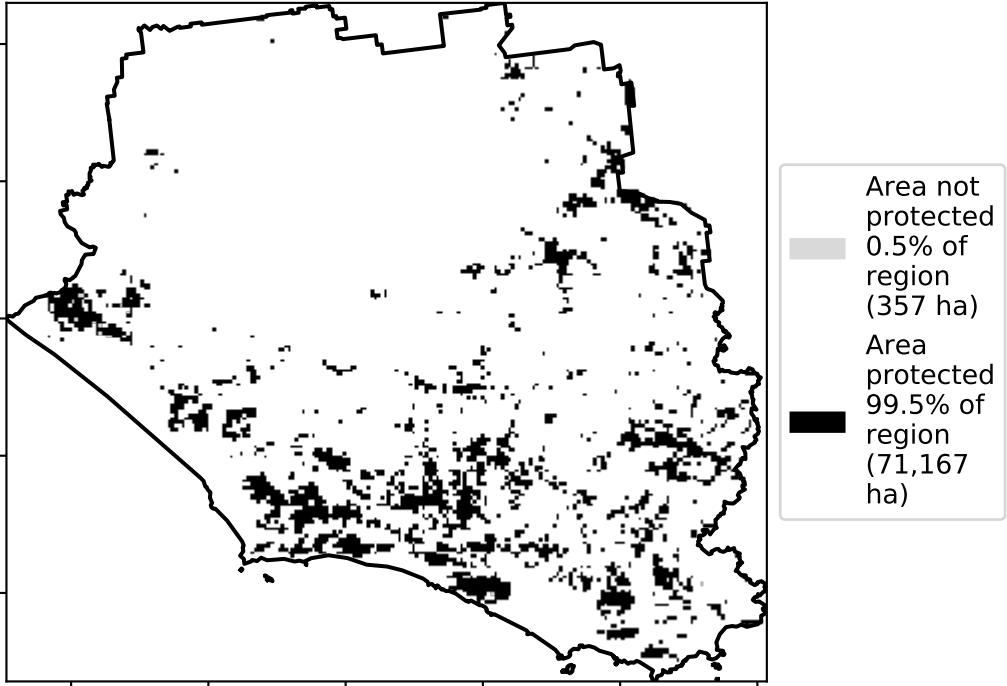 Area not
protected
0.5% of
region
(357 ha)
Area
protected
99.5% of
region
(71,167
ha)